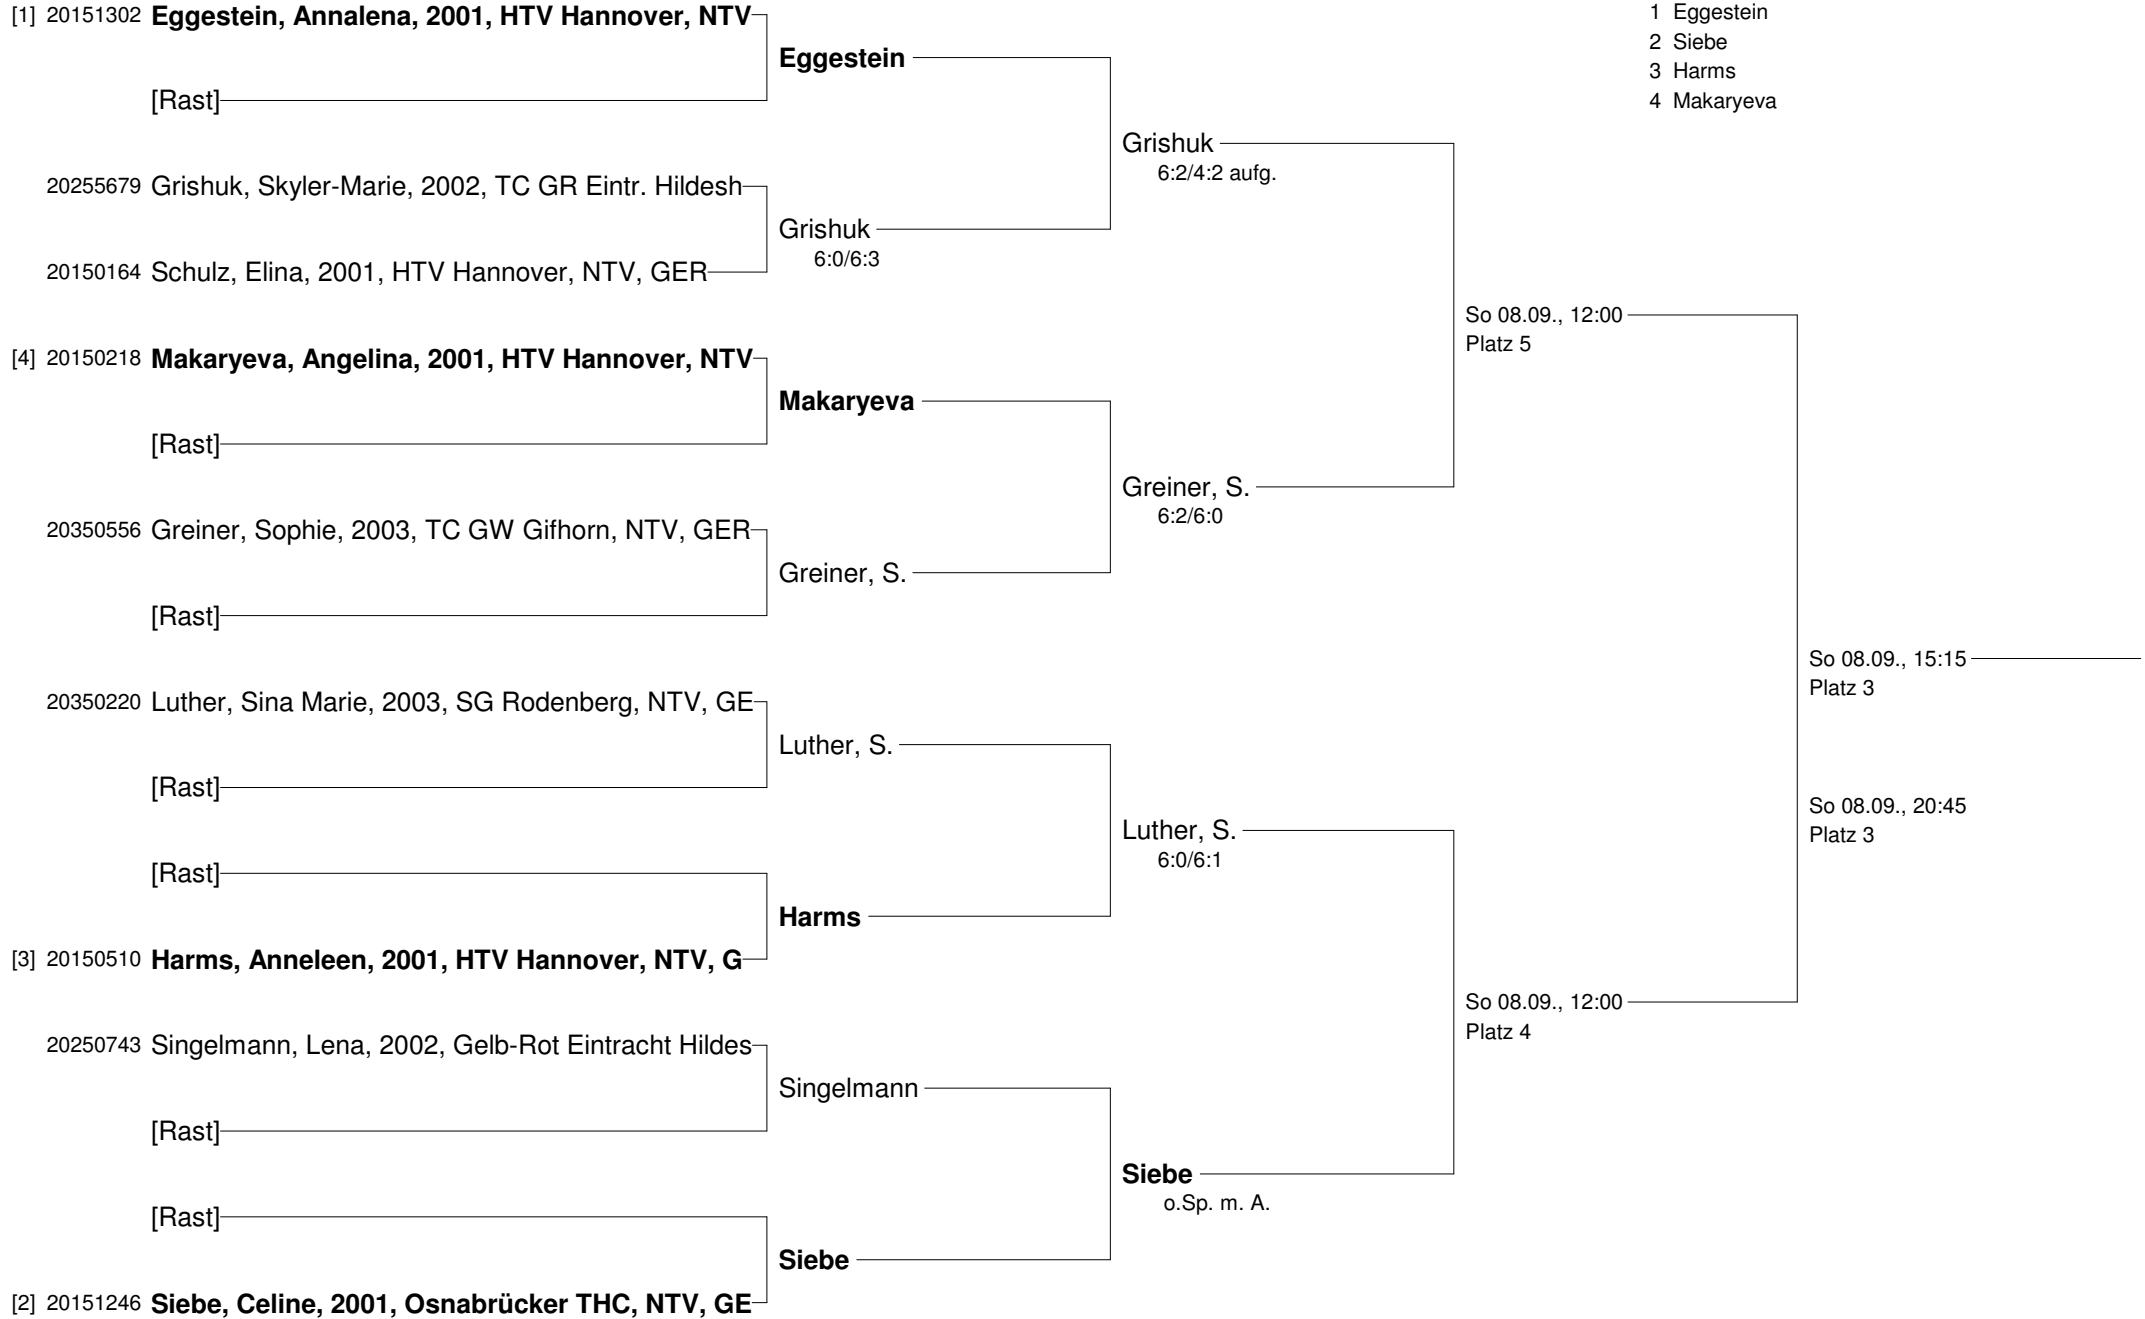 [1] 20151302 Eggestein, Annalena, 2001, HTV Hannover, NTV
1 Eggestein
2 Siebe
3 Harms
4 Makaryeva
Eggestein
[Rast]
Grishuk
6:2/4:2 aufg.
20255679 Grishuk, Skyler-Marie, 2002, TC GR Eintr. Hildesh
Grishuk
6:0/6:3
20150164 Schulz, Elina, 2001, HTV Hannover, NTV, GER
So 08.09., 12:00
Platz 5
[4] 20150218 Makaryeva, Angelina, 2001, HTV Hannover, NTV
Makaryeva
[Rast]
Greiner, S.
6:2/6:0
20350556 Greiner, Sophie, 2003, TC GW Gifhorn, NTV, GER
Greiner, S.
[Rast]
So 08.09., 15:15
Platz 3
20350220 Luther, Sina Marie, 2003, SG Rodenberg, NTV, GE
Luther, S.
[Rast]
So 08.09., 20:45
Platz 3
Luther, S.
6:0/6:1
[Rast]
Harms
[3] 20150510 Harms, Anneleen, 2001, HTV Hannover, NTV, G
So 08.09., 12:00
Platz 4
20250743 Singelmann, Lena, 2002, Gelb-Rot Eintracht Hildes
Singelmann
[Rast]
Siebe
o.Sp. m. A.
[Rast]
Siebe
[2] 20151246 Siebe, Celine, 2001, Osnabrücker THC, NTV, GE